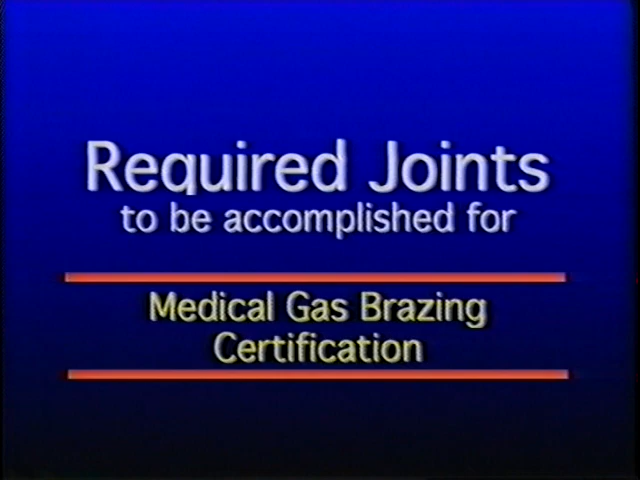 Required Joints
to be accomplished for
Medical Gas Brazing
Certification